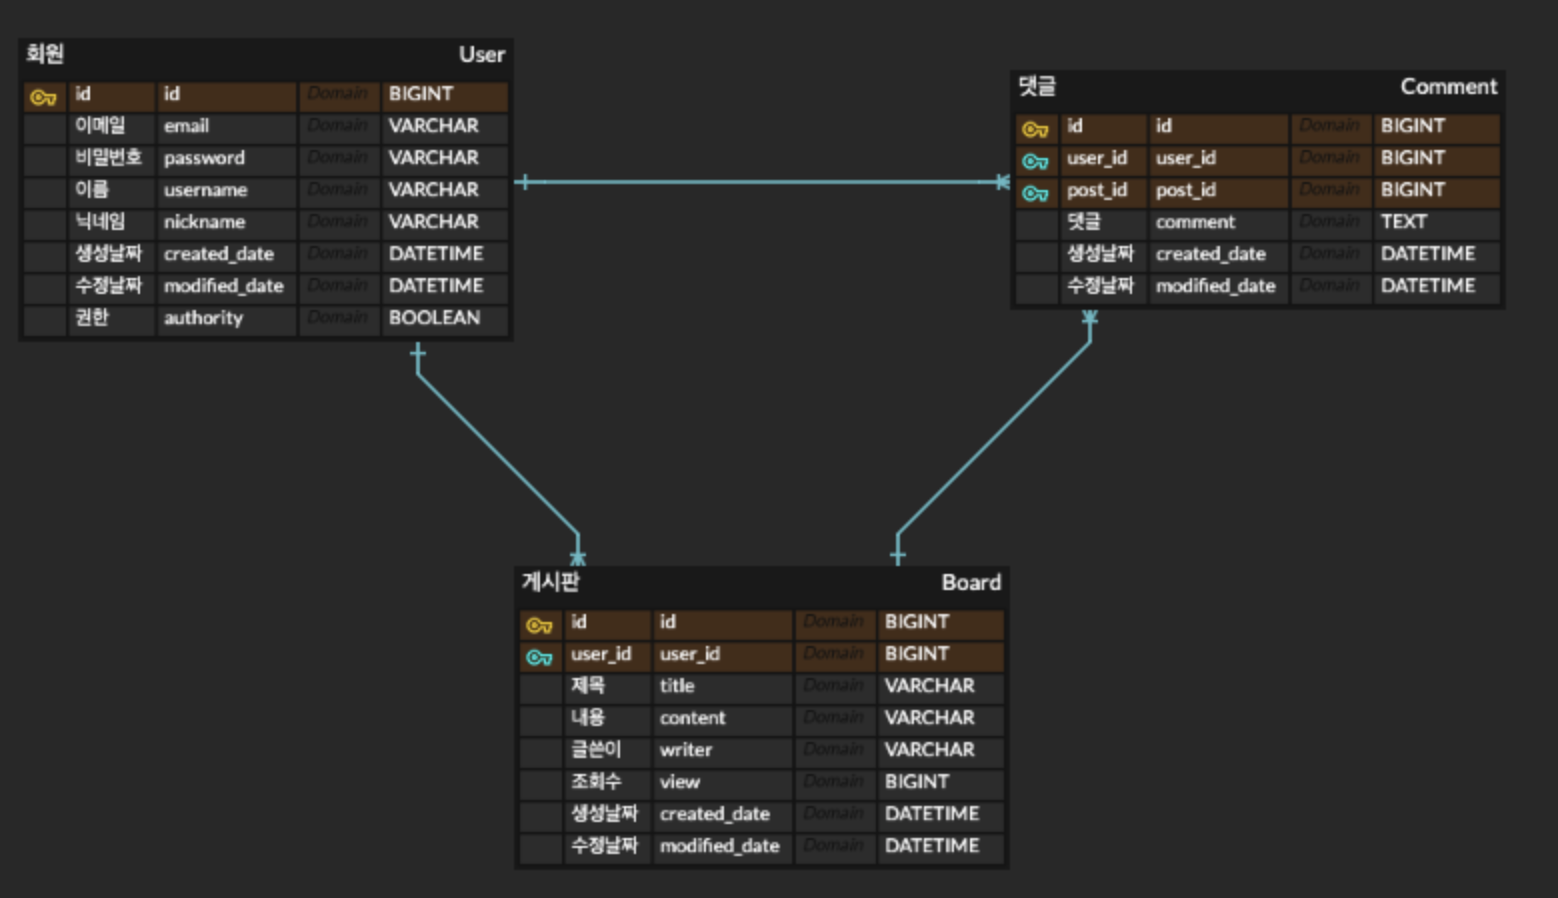 회원 User
id id Domain BIGINT
이메일 email Domain VARCHAR
비밀번호 password Domain VARCHAR
이름 username Domain VARCHAR
닉네임 nickname Domain VARCHAR
생성날짜 created_date Domain DATETIME
수정날짜 modified_date Domain DATETIME
권한 authority Domain BOOLEAN
댓글 Comment
id id Domain BIGINT
user_id user_id Domain BIGINT
post_id post_id Domain BIGINT
댓글 comment Domain TEXT
생성날짜 created_date Domain DATETIME
수정날짜 modified_date Domain DATETIME
게시판 Board
id id Domain BIGINT
user_id user_id Domain BIGINT
제목 title Domain VARCHAR
내용 content Domain VARCHAR
글쓴이 writer Domain VARCHAR
조회수 view Domain BIGINT
생성날짜 created_date Domain DATETIME
수정날짜 modified_date Domain DATETIME